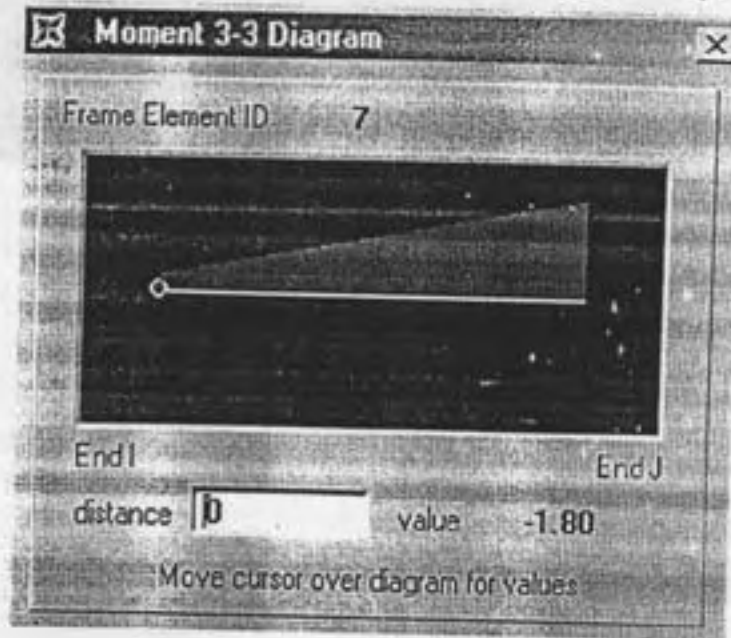 Moment 3-3 Diagram
Frame Element ID 7
End I End J
distance 0 value -1.80
Move cursor over diagram for values